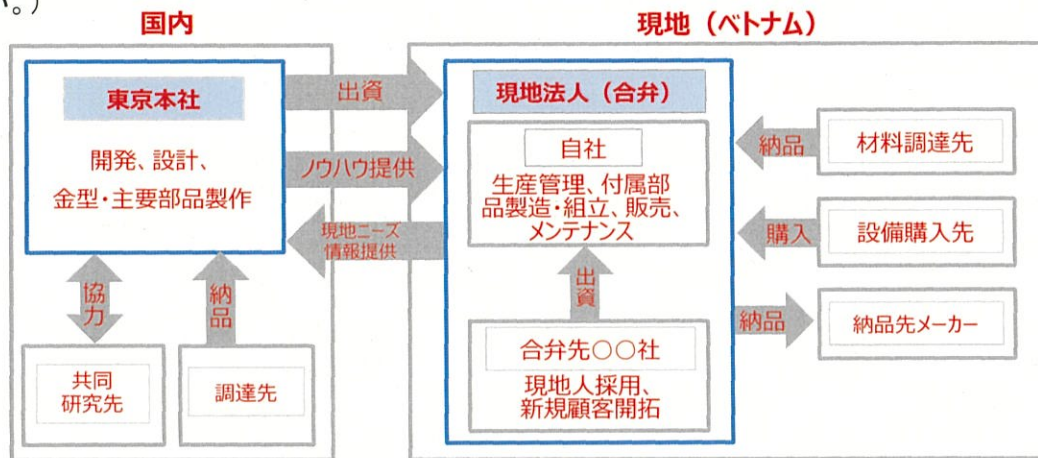 い。）
国内
現地（ベトナム）
東京本社
開発、設計、
金型・主要部品製作
協力
納品
共同
研究先
調達先
出資
ノウハウ提供
現地ニーズ
情報提供
現地法人（合弁）
自社
生産管理、付属部
品製造・組立、販売、
メンテナンス
出資
合弁先〇〇社
現地人採用、
新規顧客開拓
納品
材料調達先
購入
設備購入先
納品
納品先メーカー